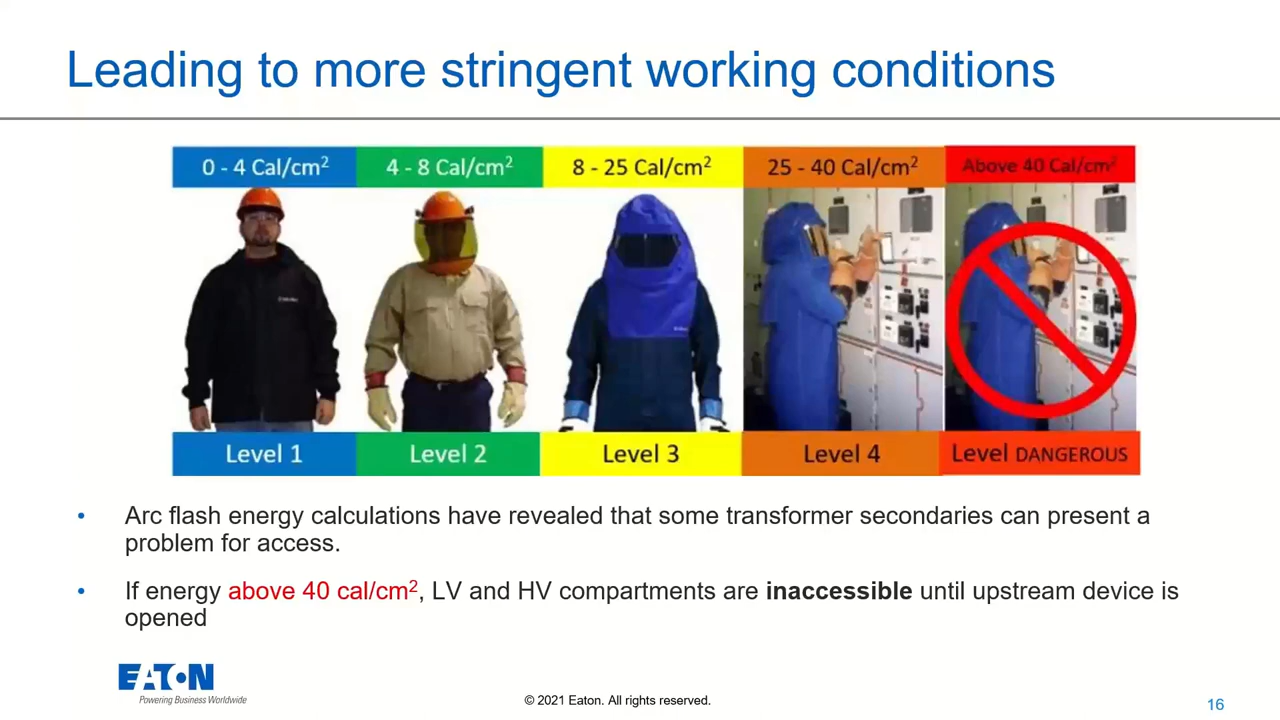 Leading to more stringent working conditions
0 - 4 Cal/cm²
4 - 8 Cal/cm²
8 - 25 Cal/cm²
25 - 40 Cal/cm²
Above 40 Cal/cm²
Level 1
Level 2
Level 3
Level 4
Level DANGEROUS
• Arc flash energy calculations have revealed that some transformer secondaries can present a
problem for access.
• If energy above 40 cal/cm², LV and HV compartments are inaccessible until upstream device is
opened
EATON
Powering Business Worldwide
© 2021 Eaton. All rights reserved.
16